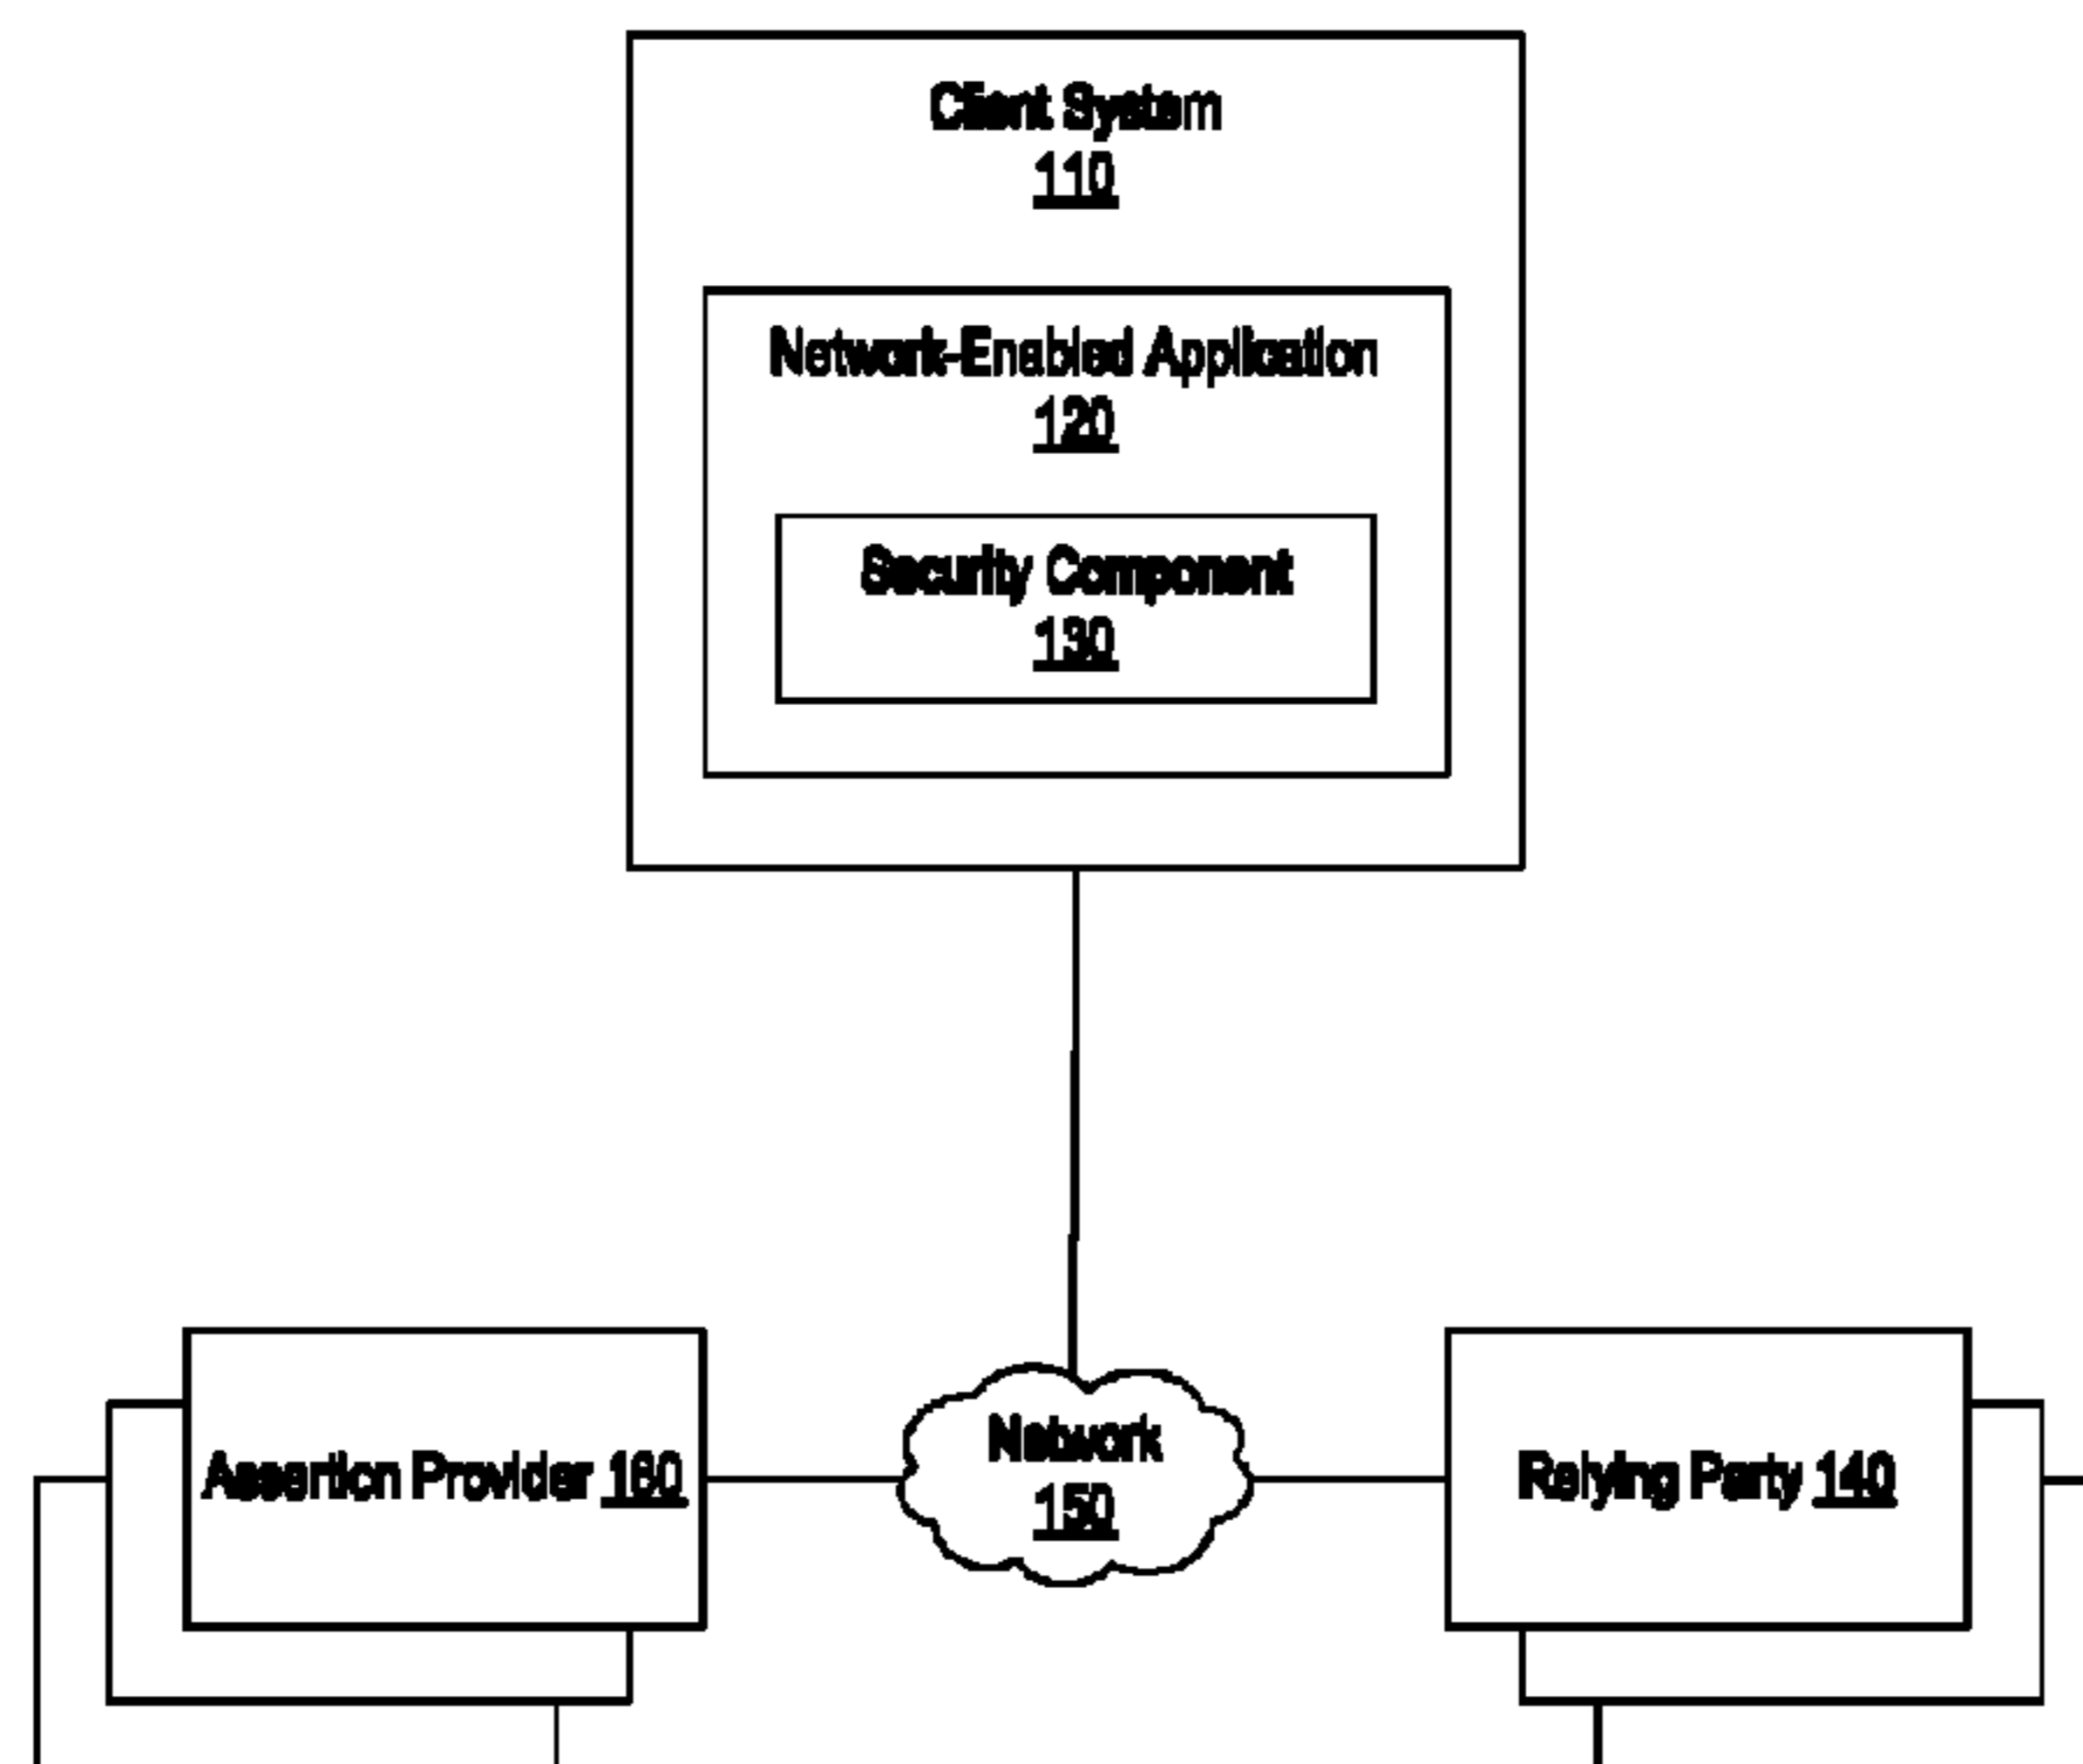 Client System
110
Network-Enabled Application
120
Security Component
130
Assertion Provider 160
Network
150
Relying Party 140